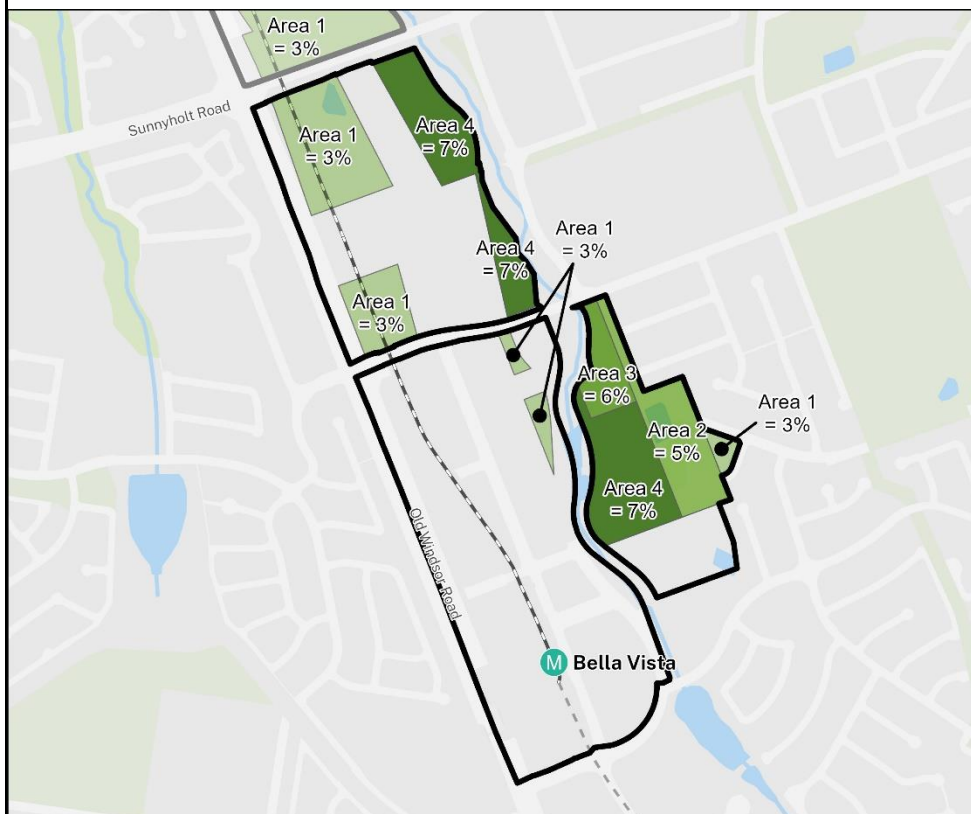 Area 1
= 3%
Sunnyholt Road
Area 1
= 3%
Area 4
= 7%
Area 1
= 3%
Area 4
= 7%
Area 1
= 3%
Area 3
= 6%
Area 1
= 3%
Area 2
= 5%
Area 4
= 7%
Old Windsor Road
M Bella Vista